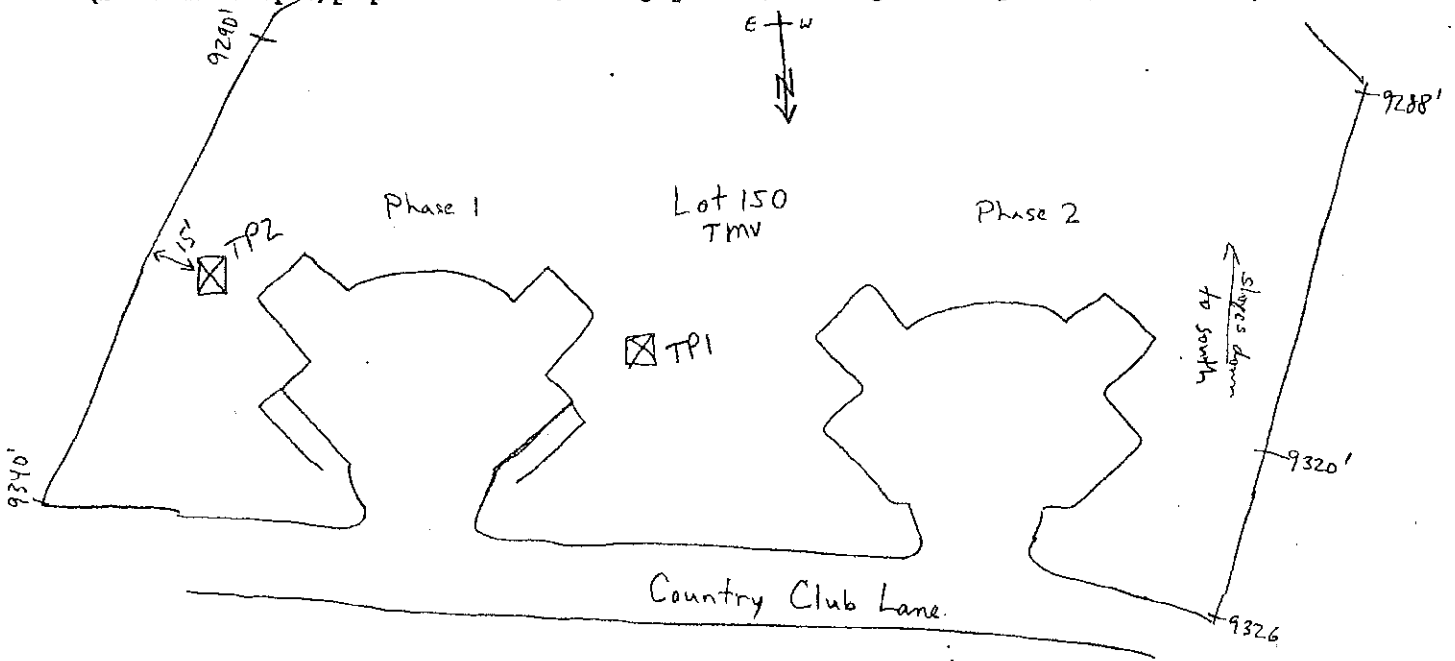 E W
N
9290'
9288'
Phase 1
Lot 150
TMV
Phase 2
15'
TP2
TP1
slopes down
to south
9320'
9340'
Country Club Lane
9326